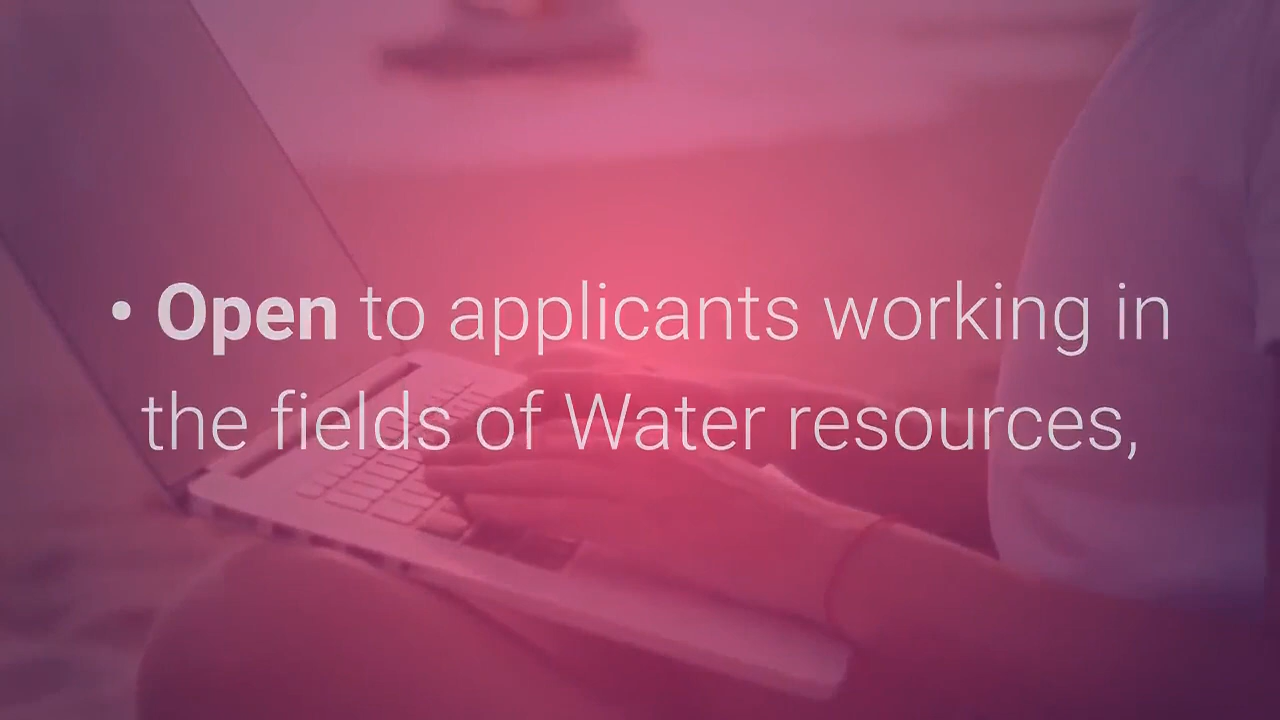 • Open to applicants working in
the fields of Water resources,